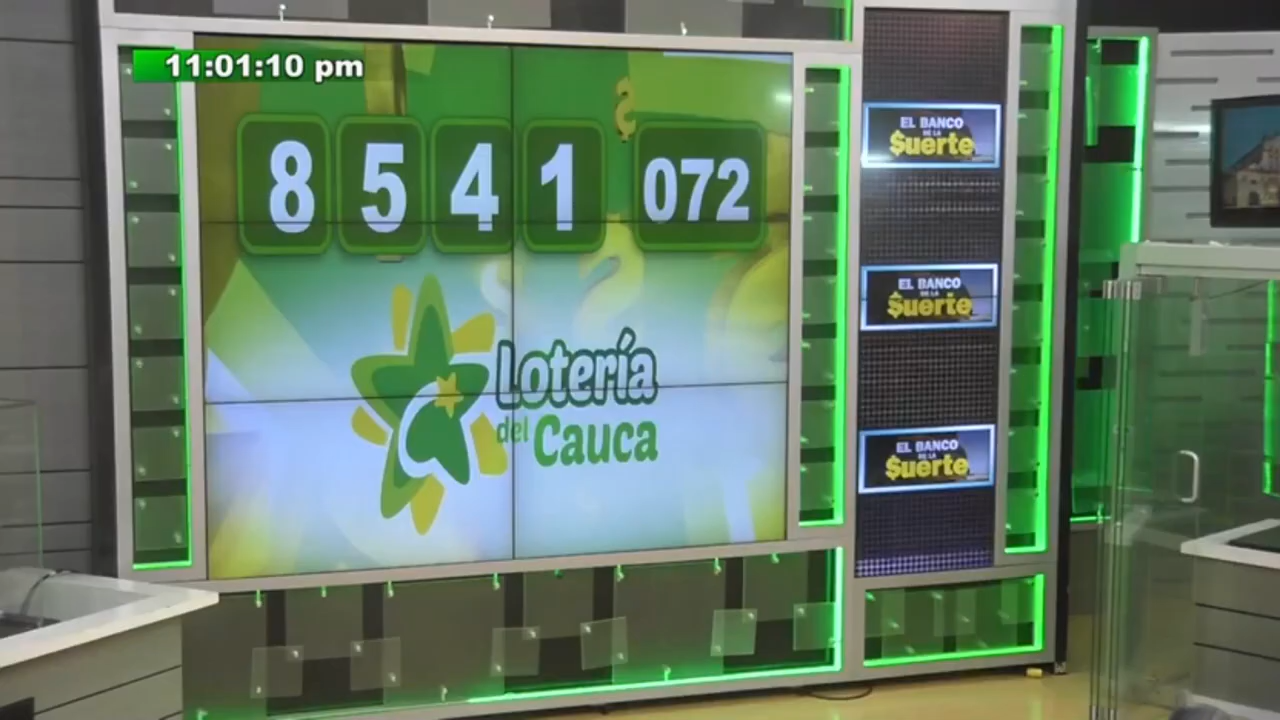 11:01:10 pm
8 5 4 1 072
Lotería
del Cauca
EL BANCO
DE LA
$uerte
EL BANCO
DE LA
$uerte
EL BANCO
DE LA
$uerte